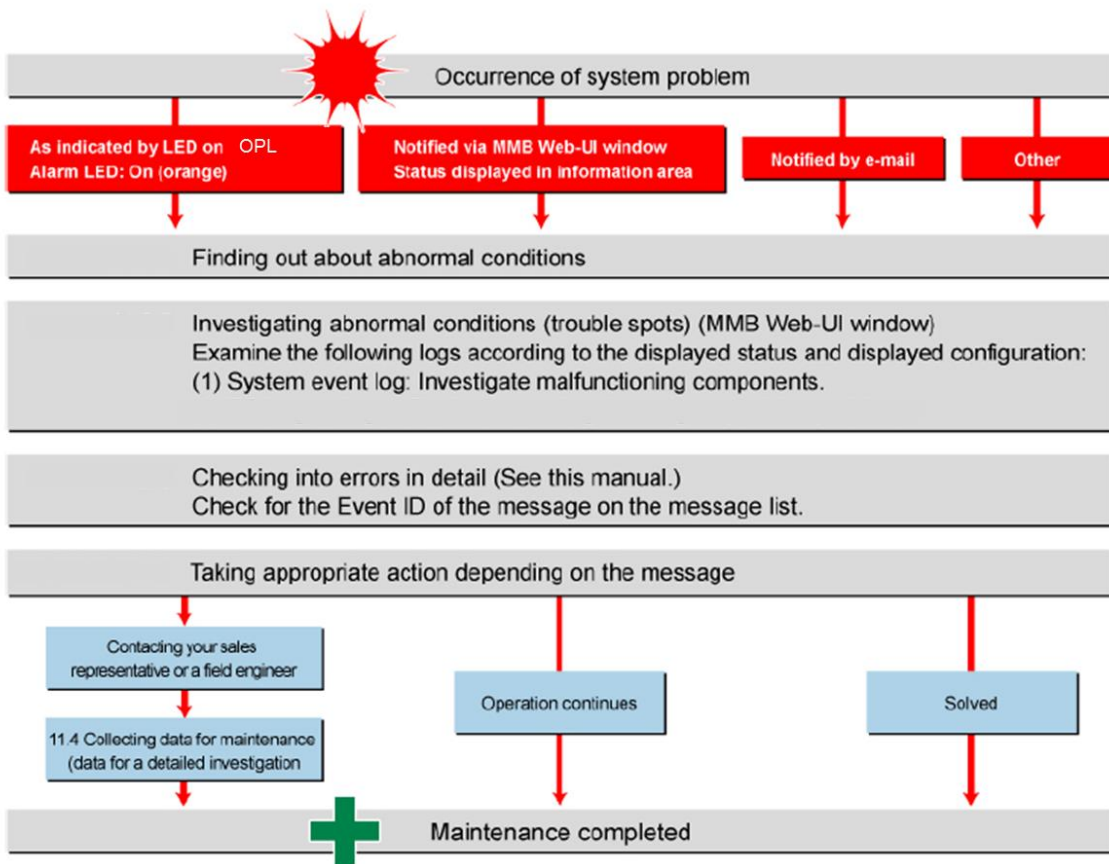 Occurrence of system problem
As indicated by LED on OPL
Alarm LED: On (orange)
Notified via MMB Web-UI window
Status displayed in information area
Notified by e-mail
Other
Finding out about abnormal conditions
Investigating abnormal conditions (trouble spots) (MMB Web-UI window)
Examine the following logs according to the displayed status and displayed configuration:
(1) System event log: Investigate malfunctioning components.
Checking into errors in detail (See this manual.)
Check for the Event ID of the message on the message list.
Taking appropriate action depending on the message
Contacting your sales
representative or a field engineer
Operation continues
Solved
11.4 Collecting data for maintenance
(data for a detailed investigation
Maintenance completed